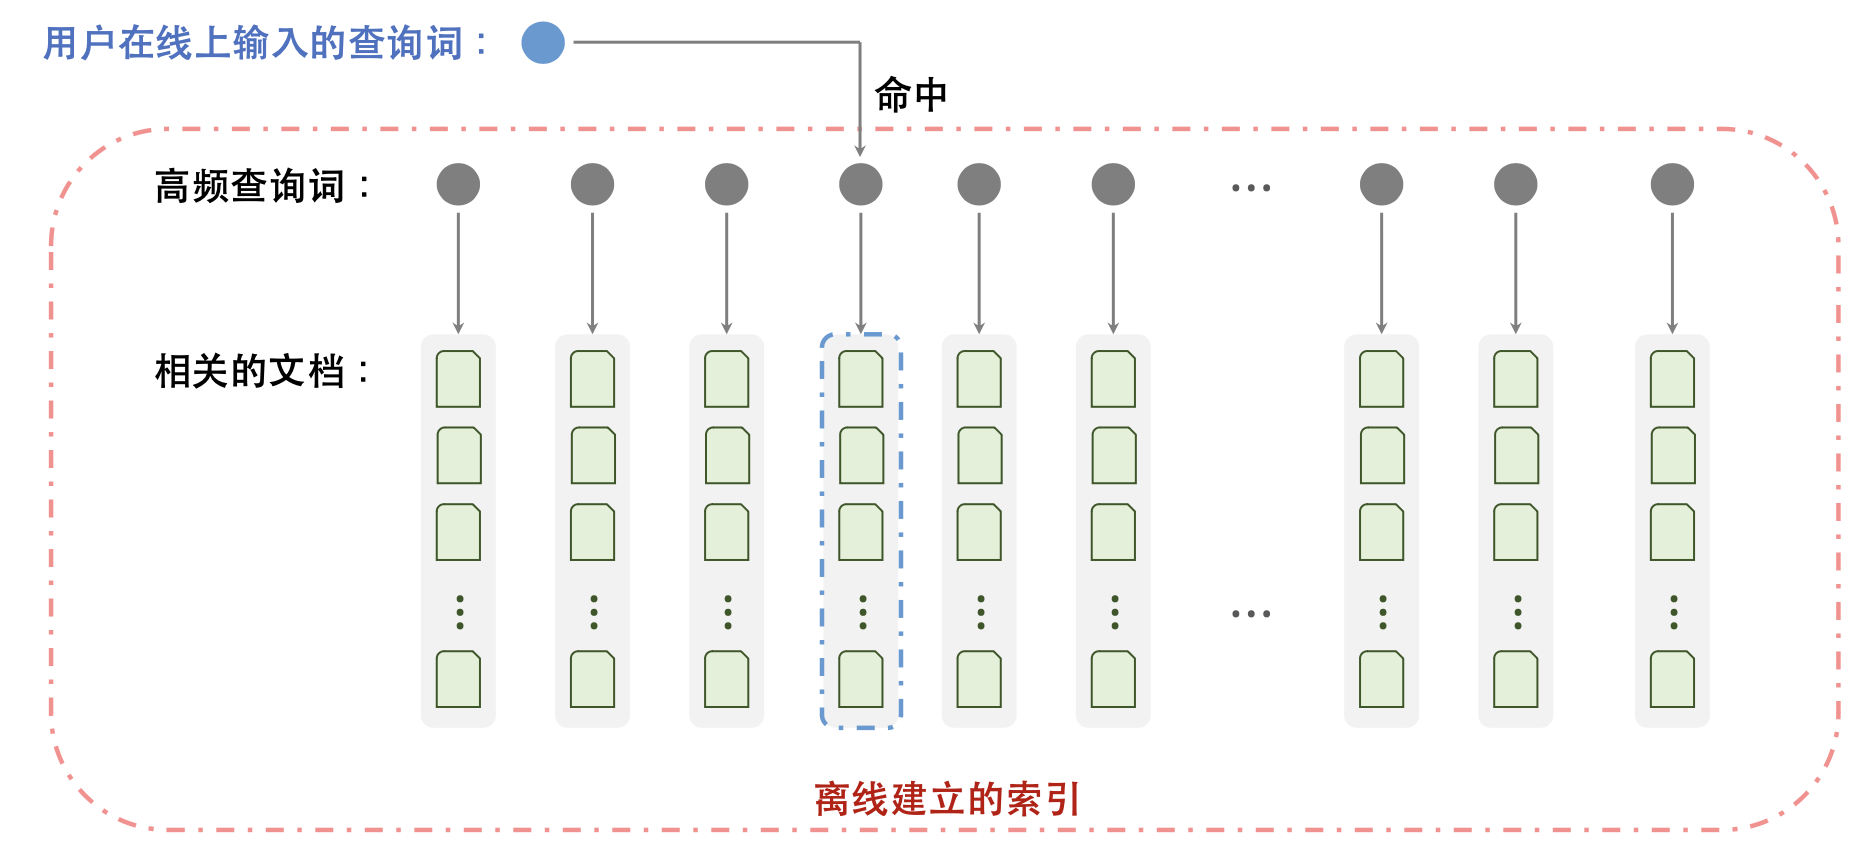 用户在线上输入的查询词：
命中
高频查询词：
…
相关的文档：
…
离线建立的索引